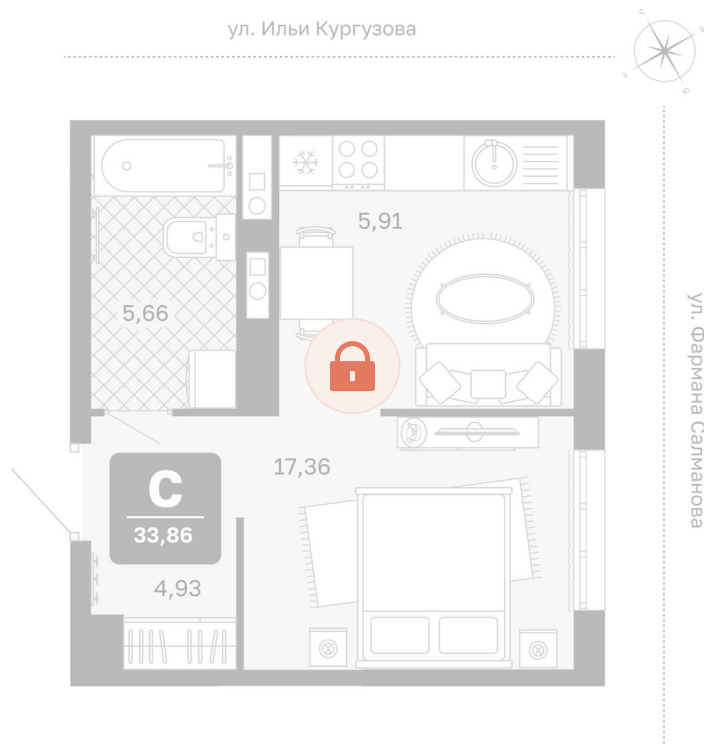 ул. Ильи Кургузова
С
В
З
Ю
5,91
5,66
ул. Фармана Салманова
17,36
С
33,86
4,93